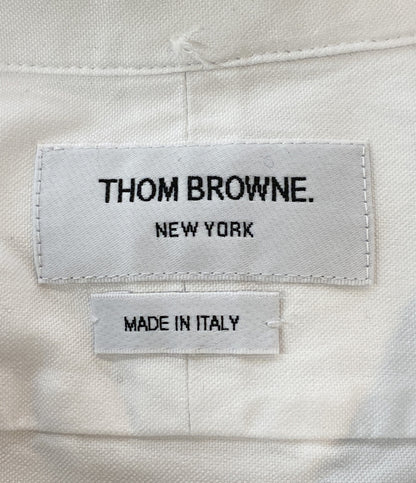 THOM BROWNE.
NEW YORK
MADE IN ITALY